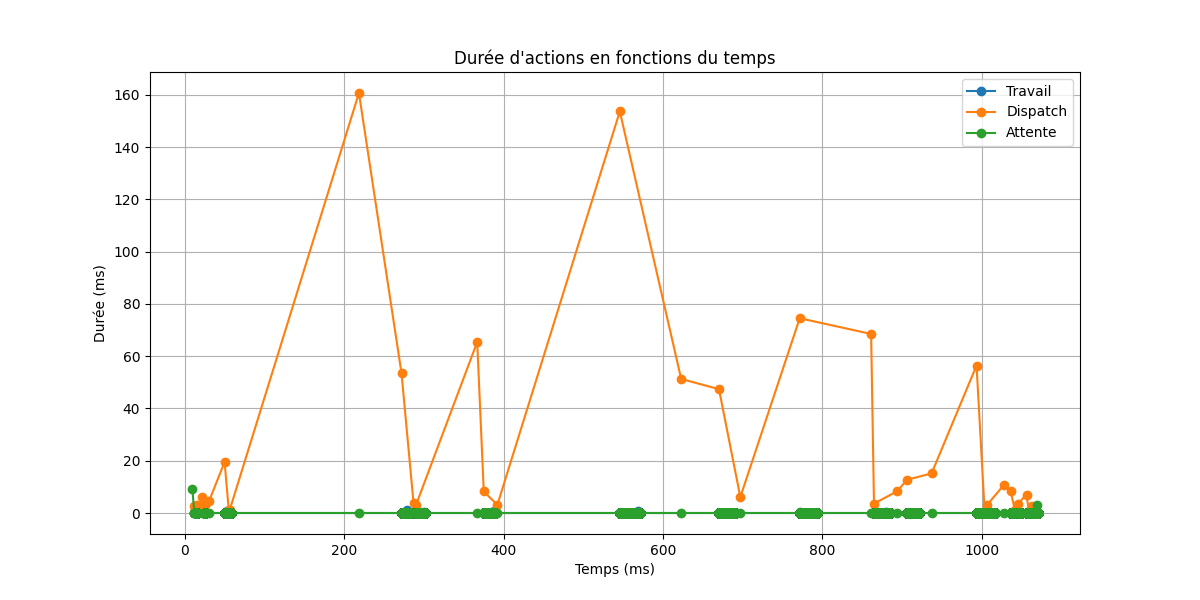 Durée d'actions en fonctions du temps
Travail
Dispatch
Attente
Durée (ms)
160
140
120
100
80
60
40
20
0
0 200 400 600 800 1000
Temps (ms)